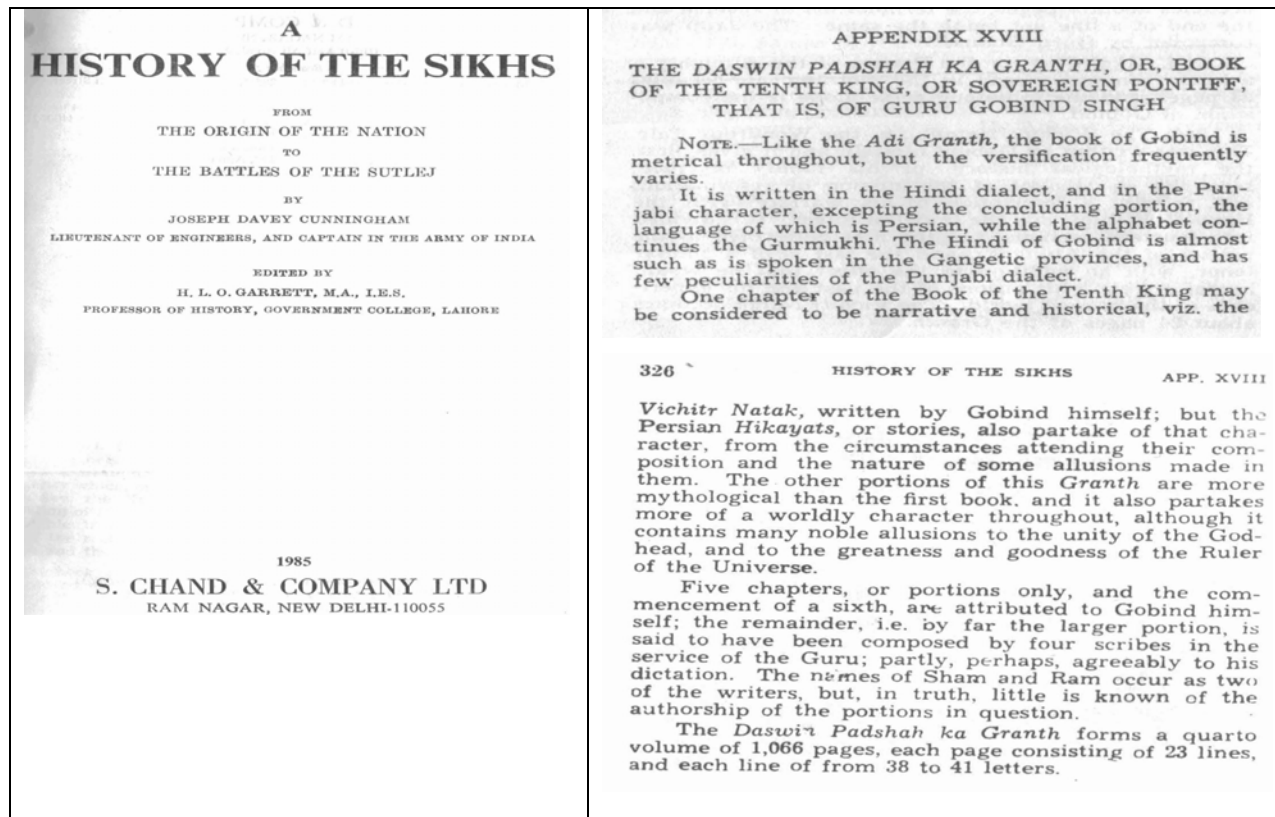 A
HISTORY OF THE SIKHS
FROM
THE ORIGIN OF THE NATION
TO
THE BATTLES OF THE SUTLEJ
BY
JOSEPH DAVEY CUNNINGHAM
LIEUTENANT OF ENGINEERS, AND CAPTAIN IN THE ARMY OF INDIA
EDITED BY
H. L. O. GARRETT, M.A., I.E.S.
PROFESSOR OF HISTORY, GOVERNMENT COLLEGE, LAHORE
1985
S. CHAND & COMPANY LTD
RAM NAGAR, NEW DELHI-110055
APPENDIX XVIII
THE DASWIN PADSHAH KA GRANTH, OR, BOOK
OF THE TENTH KING, OR SOVEREIGN PONTIFF,
THAT IS, OF GURU GOBIND SINGH
NOTE.—Like the Adi Granth, the book of Gobind is
metrical throughout, but the versification frequently
varies.
It is written in the Hindi dialect, and in the Pun-
jabi character, excepting the concluding portion, the
language of which is Persian, while the alphabet con-
tinues the Gurmukhi. The Hindi of Gobind is almost
such as is spoken in the Gangetic provinces, and has
few peculiarities of the Punjabi dialect.
One chapter of the Book of the Tenth King may
be considered to be narrative and historical, viz. the
326 HISTORY OF THE SIKHS APP. XVIII
Vichitr Natak, written by Gobind himself; but the
Persian Hikayats, or stories, also partake of that cha-
racter, from the circumstances attending their com-
position and the nature of some allusions made in
them. The other portions of this Granth are more
mythological than the first book, and it also partakes
more of a worldly character throughout, although it
contains many noble allusions to the unity of the God-
head, and to the greatness and goodness of the Ruler
of the Universe.
Five chapters, or portions only, and the com-
mencement of a sixth, are attributed to Gobind him-
self; the remainder, i.e. by far the larger portion, is
said to have been composed by four scribes in the
service of the Guru; partly, perhaps, agreeably to his
dictation. The names of Sham and Ram occur as two
of the writers, but, in truth, little is known of the
authorship of the portions in question.
The Daswin Padshah ka Granth forms a quarto
volume of 1,066 pages, each page consisting of 23 lines,
and each line of from 38 to 41 letters.